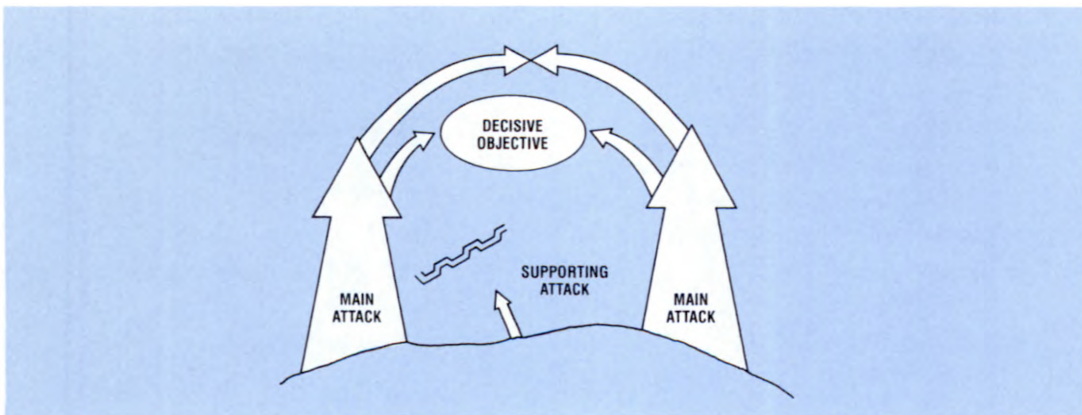 DECISIVE
OBJECTIVE
SUPPORTING
ATTACK
MAIN
ATTACK
MAIN
ATTACK